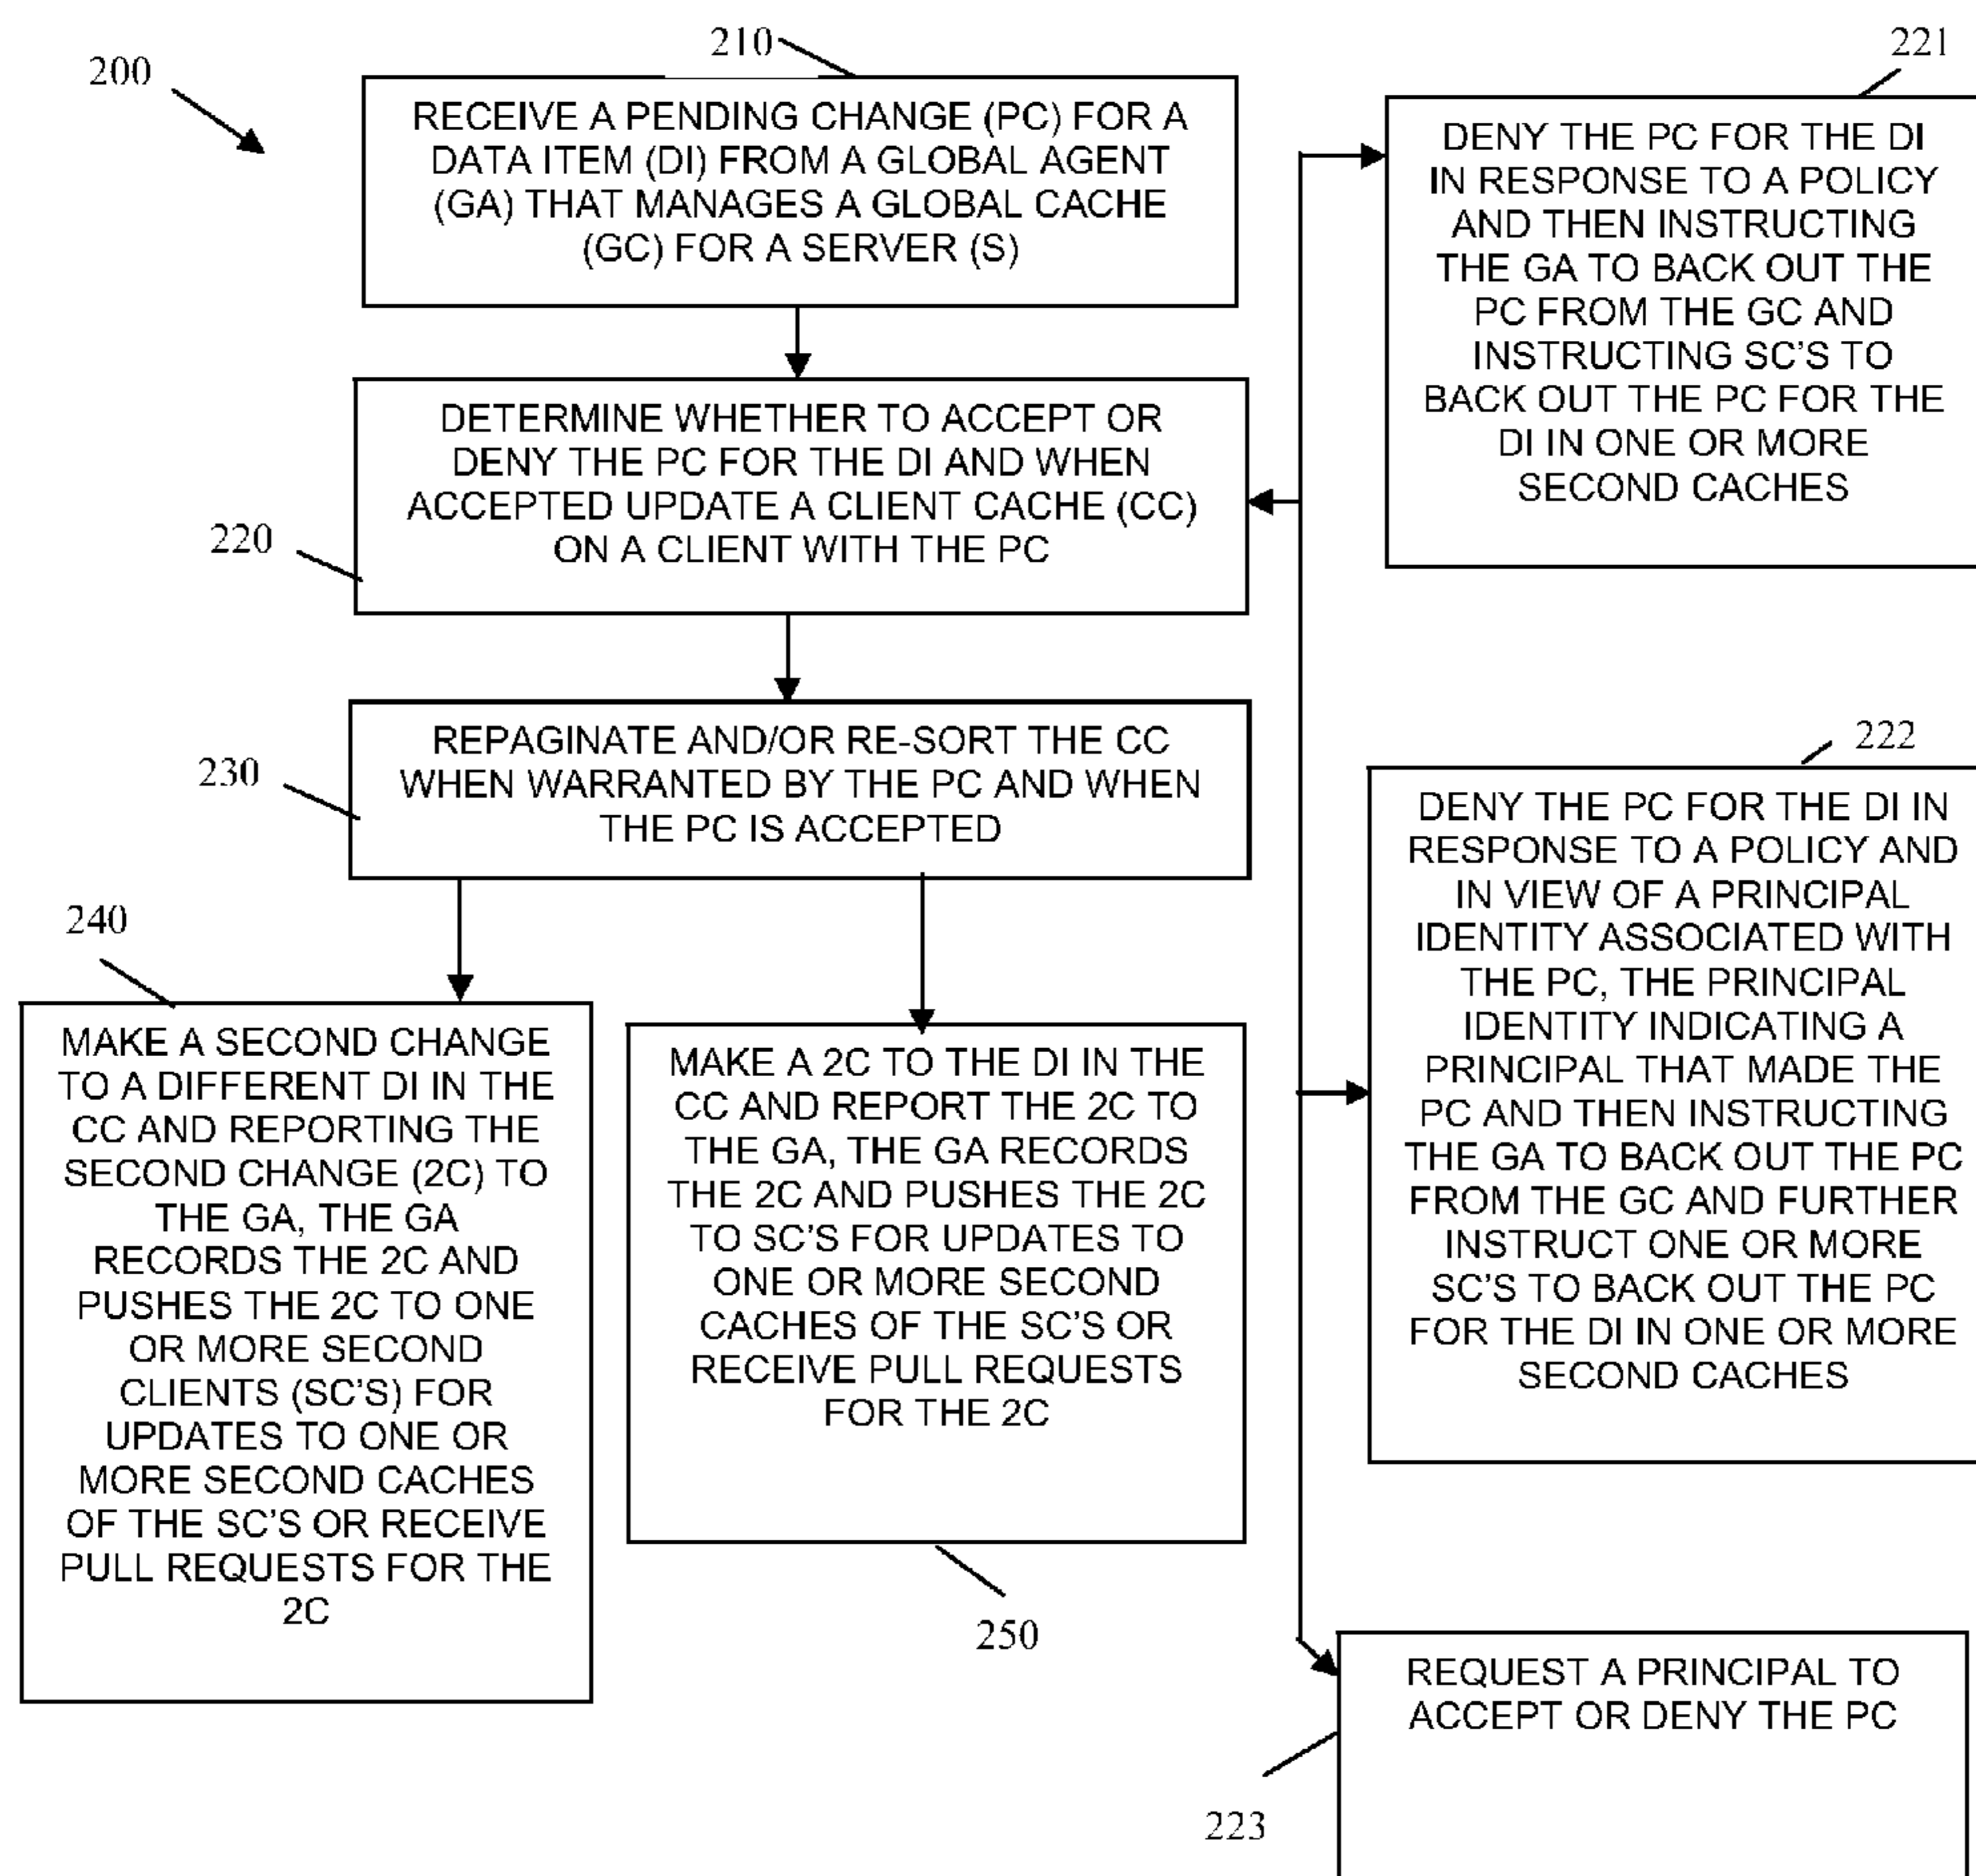 200
210
RECEIVE A PENDING CHANGE (PC) FOR A
DATA ITEM (DI) FROM A GLOBAL AGENT
(GA) THAT MANAGES A GLOBAL CACHE
(GC) FOR A SERVER (S)
220
DETERMINE WHETHER TO ACCEPT OR
DENY THE PC FOR THE DI AND WHEN
ACCEPTED UPDATE A CLIENT CACHE (CC)
ON A CLIENT WITH THE PC
221
DENY THE PC FOR THE DI
IN RESPONSE TO A POLICY
AND THEN INSTRUCTING
THE GA TO BACK OUT THE
PC FROM THE GC AND
INSTRUCTING SC'S TO
BACK OUT THE PC FOR THE
DI IN ONE OR MORE
SECOND CACHES
222
DENY THE PC FOR THE DI IN
RESPONSE TO A POLICY AND
IN VIEW OF A PRINCIPAL
IDENTITY ASSOCIATED WITH
THE PC, THE PRINCIPAL
IDENTITY INDICATING A
PRINCIPAL THAT MADE THE
PC AND THEN INSTRUCTING
THE GA TO BACK OUT THE PC
FROM THE GC AND FURTHER
INSTRUCT ONE OR MORE
SC'S TO BACK OUT THE PC
FOR THE DI IN ONE OR MORE
SECOND CACHES
223
REQUEST A PRINCIPAL TO
ACCEPT OR DENY THE PC
230
REPAGINATE AND/OR RE-SORT THE CC
WHEN WARRANTED BY THE PC AND WHEN
THE PC IS ACCEPTED
240
MAKE A SECOND CHANGE
TO A DIFFERENT DI IN THE
CC AND REPORTING THE
SECOND CHANGE (2C) TO
THE GA, THE GA
RECORDS THE 2C AND
PUSHES THE 2C TO ONE
OR MORE SECOND
CLIENTS (SC'S) FOR
UPDATES TO ONE OR
MORE SECOND CACHES
OF THE SC'S OR RECEIVE
PULL REQUESTS FOR THE
2C
250
MAKE A 2C TO THE DI IN THE
CC AND REPORT THE 2C TO
THE GA, THE GA RECORDS
THE 2C AND PUSHES THE 2C
TO SC'S FOR UPDATES TO
ONE OR MORE SECOND
CACHES OF THE SC'S OR
RECEIVE PULL REQUESTS
FOR THE 2C